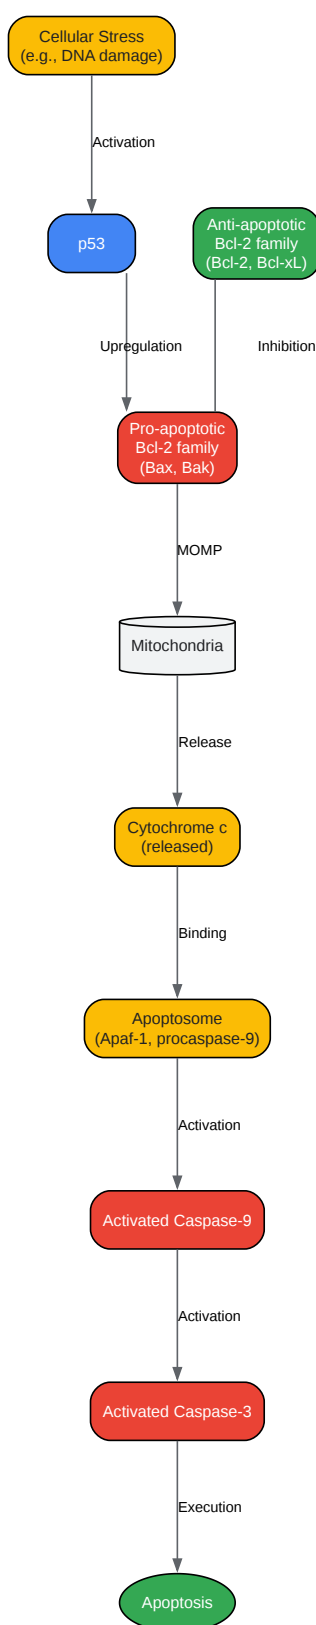 Cellular Stress
(e.g., DNA damage)
Activation
p53
Anti-apoptotic
Bcl-2 family
(Bcl-2, Bcl-xL)
Upregulation
Inhibition
Pro-apoptotic
Bcl-2 family
(Bax, Bak)
MOMP
Mitochondria
Release
Cytochrome c
(released)
Binding
Apoptosome
(Apaf-1, procaspase-9)
Activation
Activated Caspase-9
Activation
Activated Caspase-3
Execution
Apoptosis